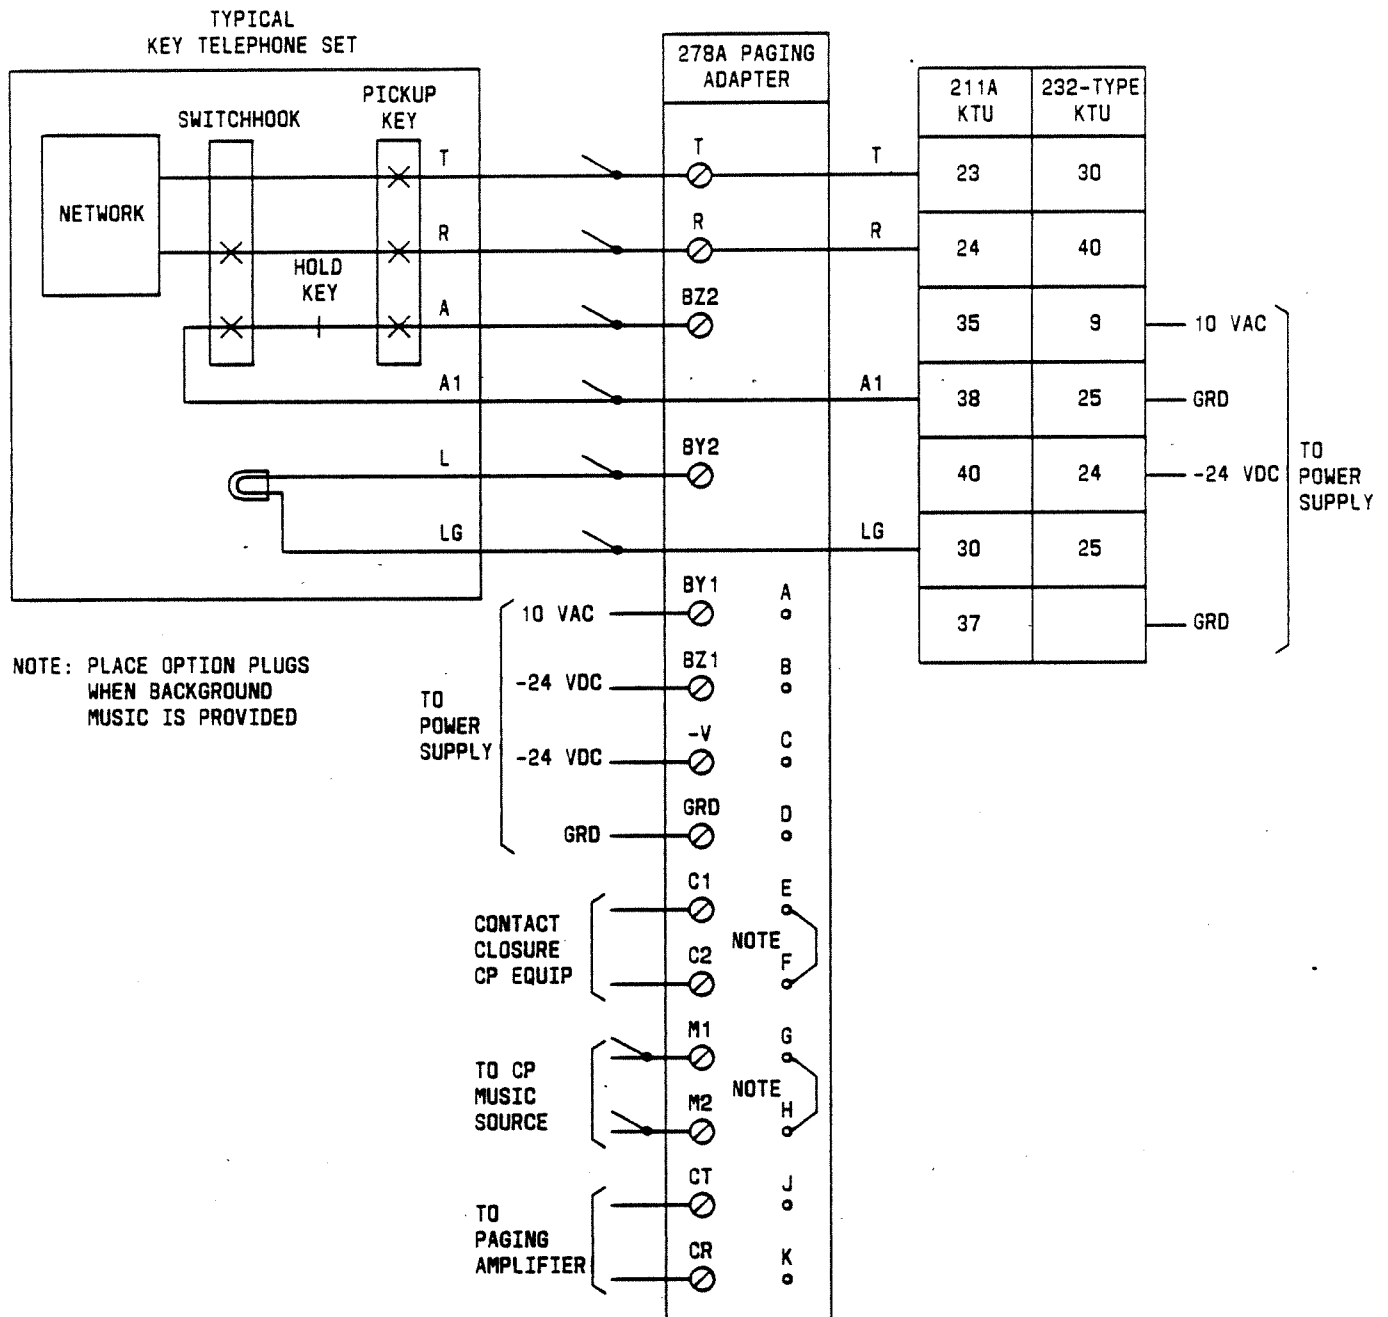 TYPICAL
KEY TELEPHONE SET
278A PAGING
ADAPTER
211A
KTU
232-TYPE
KTU
PICKUP
KEY
SWITCHHOOK
NETWORK
HOLD
KEY
T
T
T
23
30
R
R
R
24
40
A
BZ2
35
9
10 VAC
A1
A1
38
25
GRD
L
BY2
40
24
-24 VDC
LG
LG
30
25
37
GRD
TO
POWER
SUPPLY
NOTE: PLACE OPTION PLUGS
WHEN BACKGROUND
MUSIC IS PROVIDED
TO
POWER
SUPPLY
10 VAC
BY1
A
-24 VDC
BZ1
B
-24 VDC
-V
C
GRD
GRD
D
CONTACT
CLOSURE
CP EQUIP
C1
E
NOTE
C2
F
TO CP
MUSIC
SOURCE
M1
G
NOTE
M2
H
TO
PAGING
AMPLIFIER
CT
J
CR
K